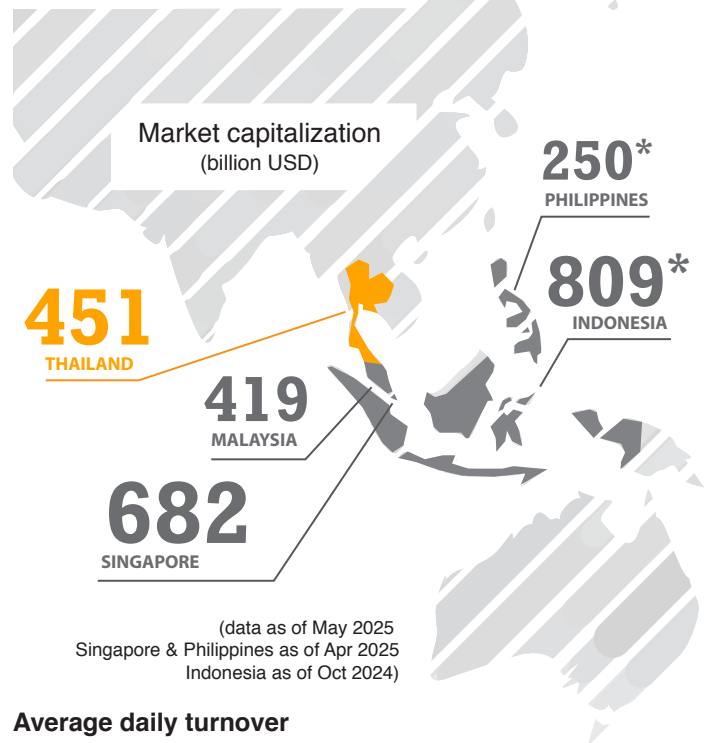 Market capitalization
(billion USD)
250*
PHILIPPINES
809*
INDONESIA
451
THAILAND
419
MALAYSIA
682
SINGAPORE
(data as of May 2025
Singapore & Philippines as of Apr 2025
Indonesia as of Oct 2024)
Average daily turnover